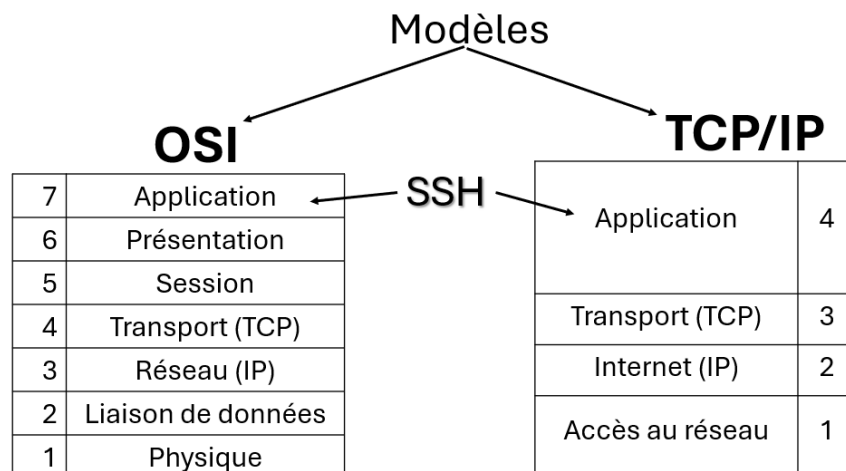 Modèles
OSI
TCP/IP
SSH
7 Application
6 Présentation
5 Session
4 Transport (TCP)
3 Réseau (IP)
2 Liaison de données
1 Physique
Application 4
Transport (TCP) 3
Internet (IP) 2
Accès au réseau 1